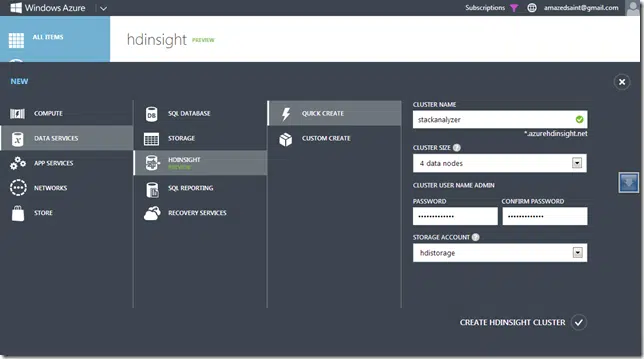 Windows Azure
Subscriptions
amazedsaint@gmail.com
ALL ITEMS
hdinsight PREVIEW
NEW
COMPUTE
DATA SERVICES
APP SERVICES
NETWORKS
STORE
SQL DATABASE
STORAGE
HDINSIGHT
PREVIEW
SQL REPORTING
RECOVERY SERVICES
QUICK CREATE
CUSTOM CREATE
CLUSTER NAME
stackanalyzer
*.azurehdinsight.net
CLUSTER SIZE ?
4 data nodes
CLUSTER USER NAME ADMIN
PASSWORD
CONFIRM PASSWORD
•••••••••••••
•••••••••••••
STORAGE ACCOUNT ?
hdistorage
CREATE HDINSIGHT CLUSTER